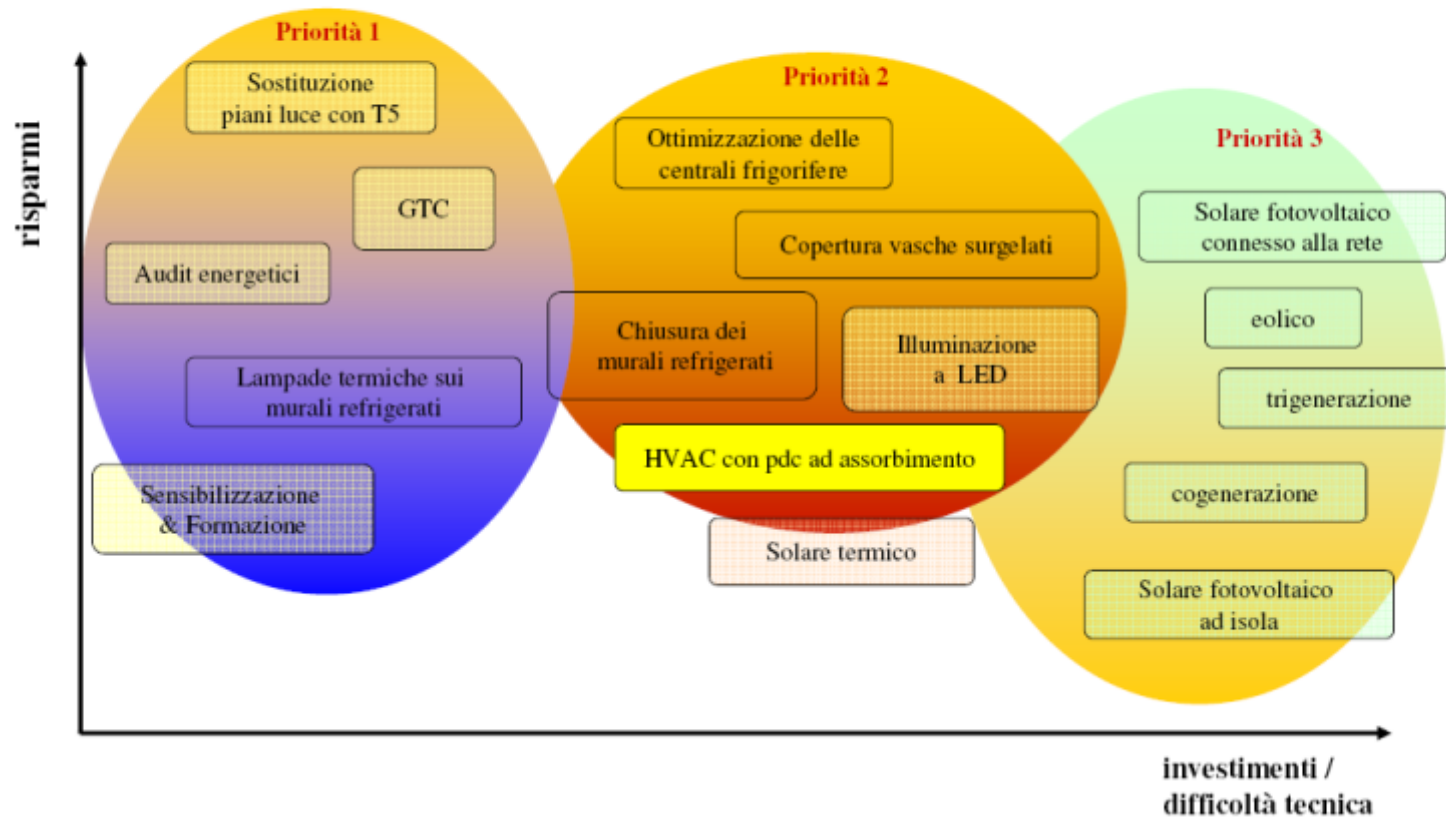 risparmi
Priorità 1
Sostituzione
piani luce con T5
GTC
Audit energetici
Lampade termiche sui
murali refrigerati
Sensibilizzazione
& Formazione
Priorità 2
Ottimizzazione delle
centrali frigorifere
Copertura vasche surgelati
Chiusura dei
murali refrigerati
Illuminazione
a LED
HVAC con pdc ad assorbimento
Solare termico
Priorità 3
Solare fotovoltaico
connesso alla rete
eolico
trigenerazione
cogenerazione
Solare fotovoltaico
ad isola
investimenti /
difficoltà tecnica